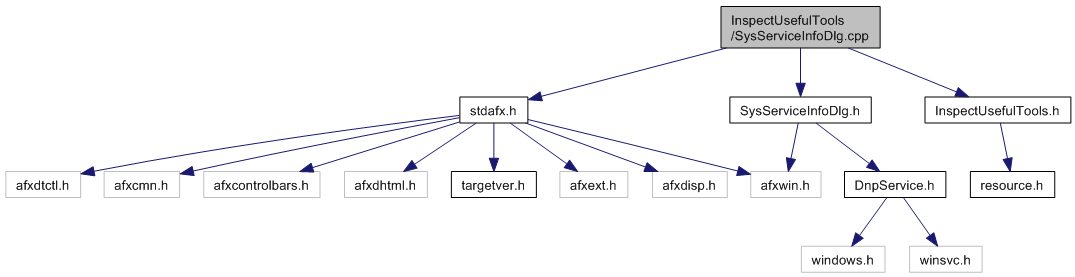 InspectUsefulTools
/SysServiceInfoDlg.cpp
stdafx.h
SysServiceInfoDlg.h
InspectUsefulTools.h
afxdtctl.h
afxcmn.h
afxcontrolbars.h
afxdhtml.h
targetver.h
afxext.h
afxdisp.h
afxwin.h
DnpService.h
resource.h
windows.h
winsvc.h